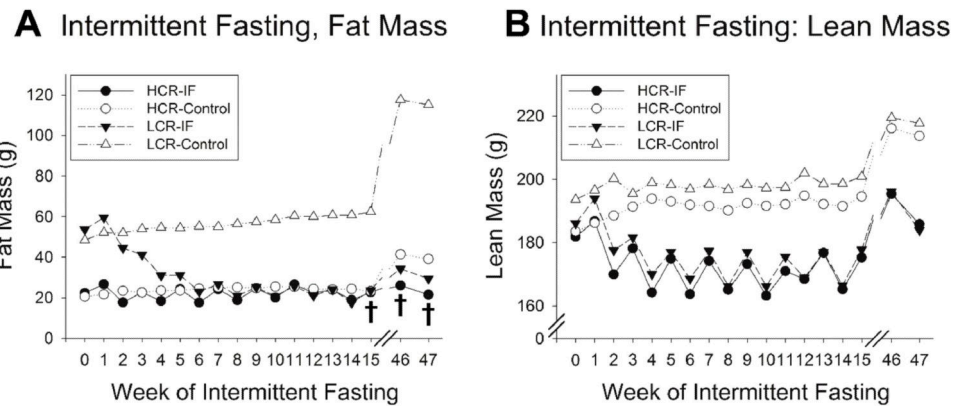 A Intermittent Fasting, Fat Mass
HCR-IF
HCR-Control
LCR-IF
LCR-Control
Fat Mass (g)
120
100
80
60
40
20
0
† † †
0 1 2 3 4 5 6 7 8 9 10 11 12 13 14 15 46 47
Week of Intermittent Fasting
B Intermittent Fasting: Lean Mass
HCR-IF
HCR-Control
LCR-IF
LCR-Control
Lean Mass (g)
220
200
180
160
0
0 1 2 3 4 5 6 7 8 9 10 11 12 13 14 15 46 47
Week of Intermittent Fasting